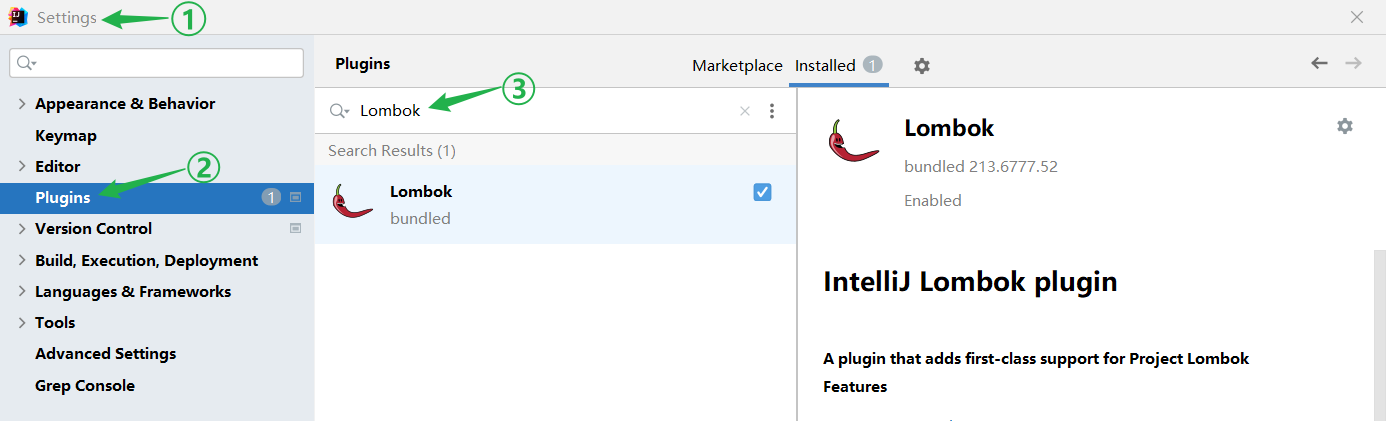 Settings
①
Appearance & Behavior
Keymap
Editor
②
Plugins
1
Version Control
Build, Execution, Deployment
Languages & Frameworks
Tools
Advanced Settings
Grep Console
Plugins
Marketplace
Installed 1
③
Lombok
Search Results (1)
Lombok
bundled
Lombok
bundled 213.6777.52
Enabled
IntelliJ Lombok plugin
A plugin that adds first-class support for Project Lombok
Features